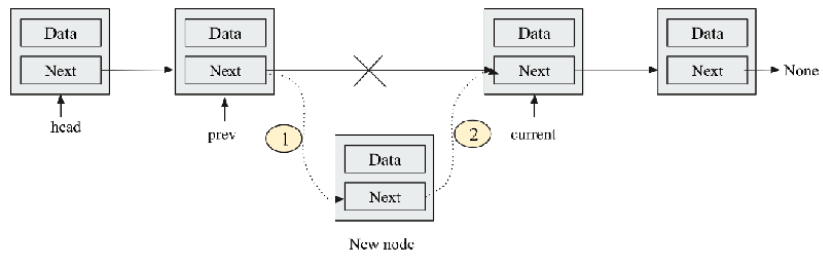 Data
Next
head
Data
Next
prev
1
Data
Next
New node
2
Data
Next
current
Data
Next
None